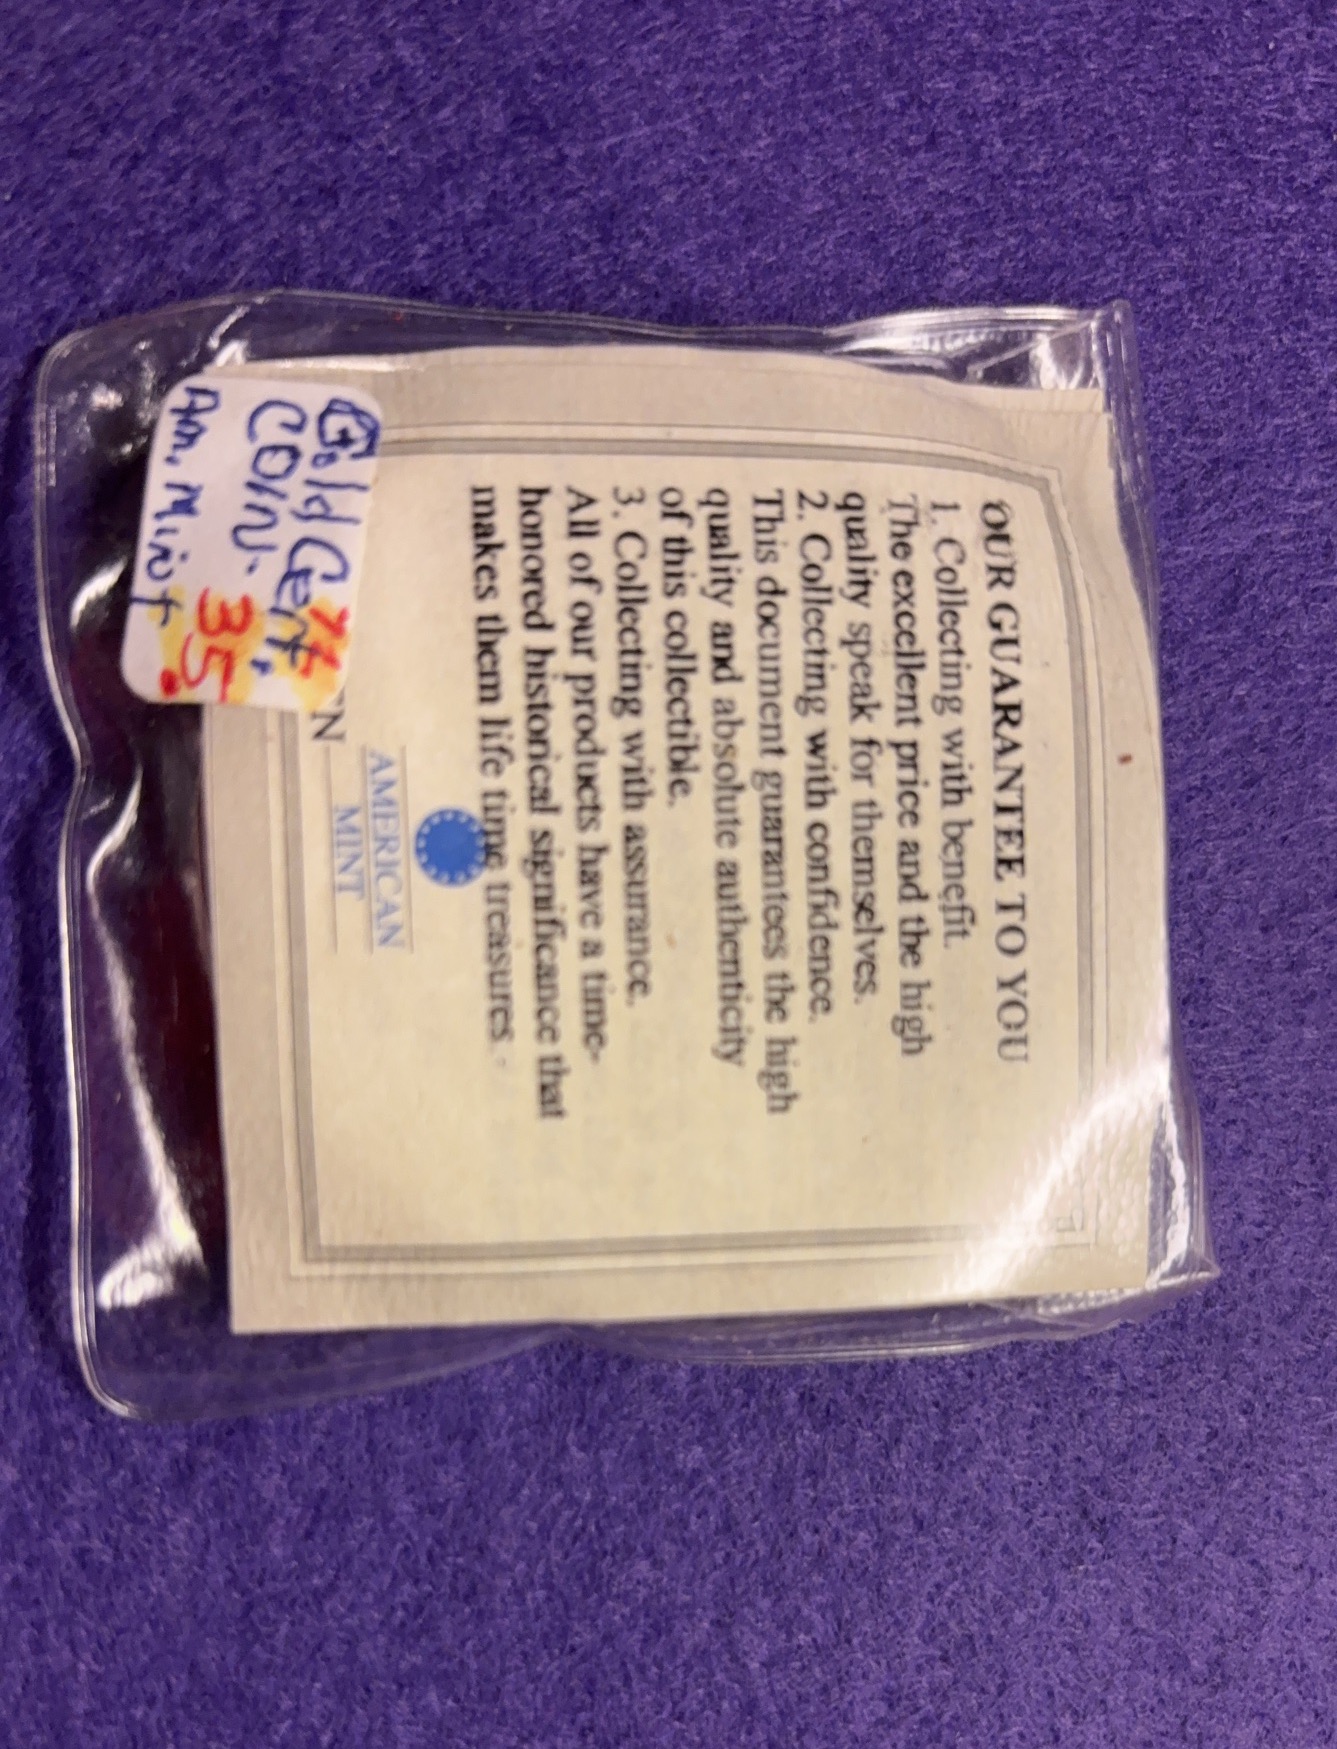 OUR GUARANTEE TO YOU
1. Collecting with benefit.
The excellent price and the high
quality speak for themselves.
2. Collecting with confidence.
This document guarantees the high
quality and absolute authenticity
of this collectible.
3. Collecting with assurance.
All of our products have a time-
honored historical significance that
makes them life time treasures
AMERICAN
MINT
N
Gold Cert.
COIN.
35
Am. Mint